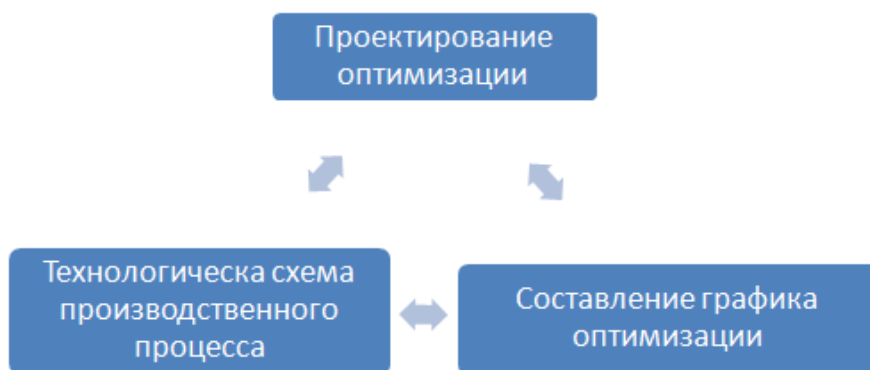 Проектирование
оптимизации
Технологическа схема
производственного
процесса
Составление графика
оптимизации